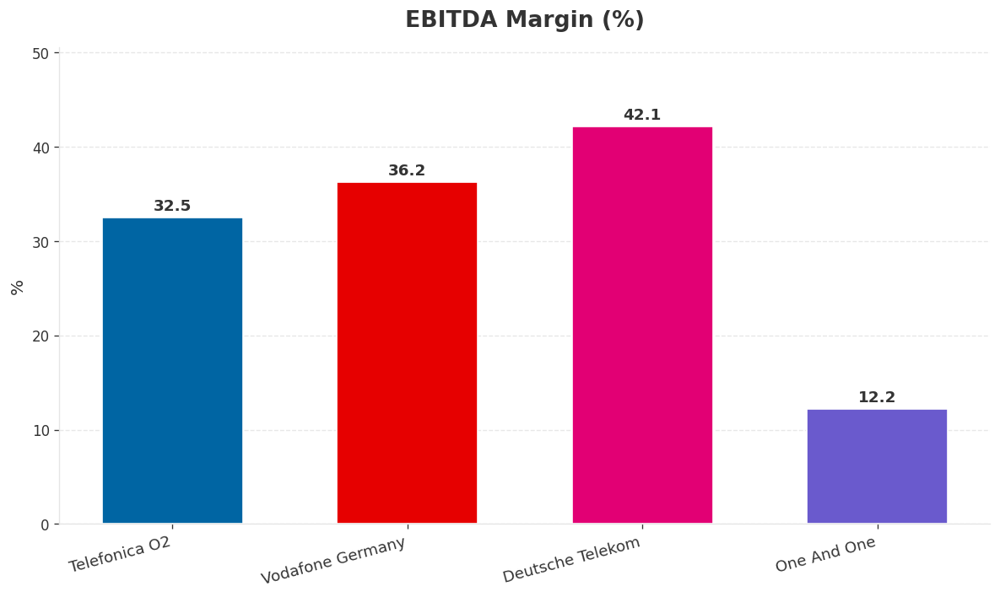 EBITDA Margin (%)
%
50
40
30
20
10
0
32.5
36.2
42.1
12.2
Telefonica O2
Vodafone Germany
Deutsche Telekom
One And One